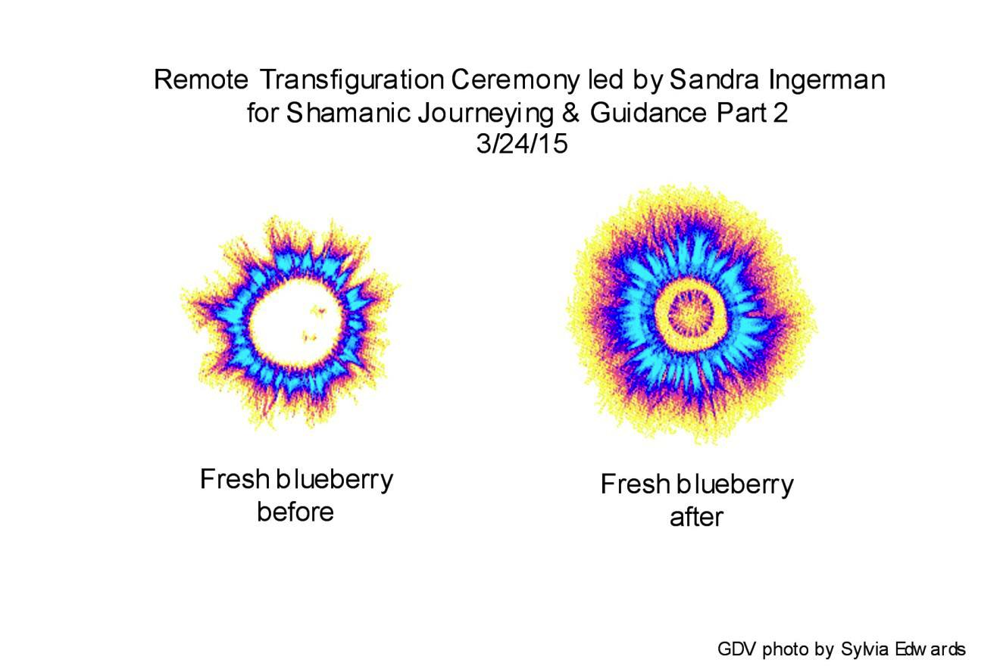 Remote Transfiguration Ceremony led by Sandra Ingerman
for Shamanic Journeying & Guidance Part 2
3/24/15
Fresh blueberry
before
Fresh blueberry
after
GDV photo by Sylvia Edwards